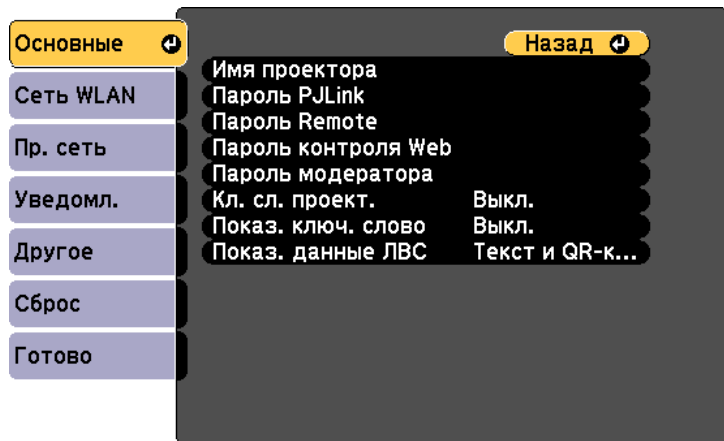 Основные
Сеть WLAN
Пр. сеть
Уведомл.
Другое
Сброс
Готово
Назад
Имя проектора
Пароль PJLink
Пароль Remote
Пароль контроля Web
Пароль модератора
Кл. сл. проект. Выкл.
Показ. ключ. слово Выкл.
Показ. данные ЛВС Текст и QR-к...